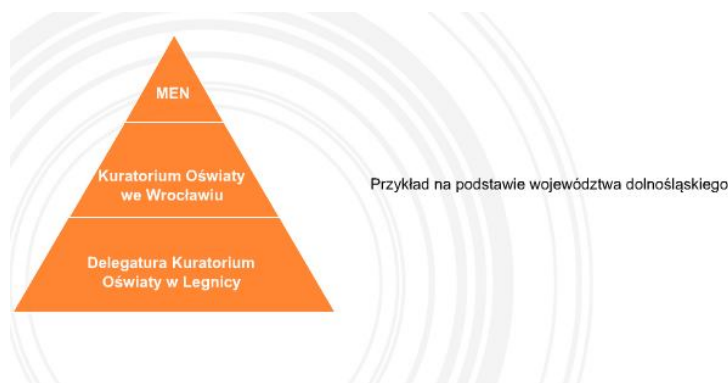 MEN
Kuratorium Oświaty
we Wrocławiu
Przykład na podstawie województwa dolnośląskiego
Delegatura Kuratorium
Oświaty w Legnicy